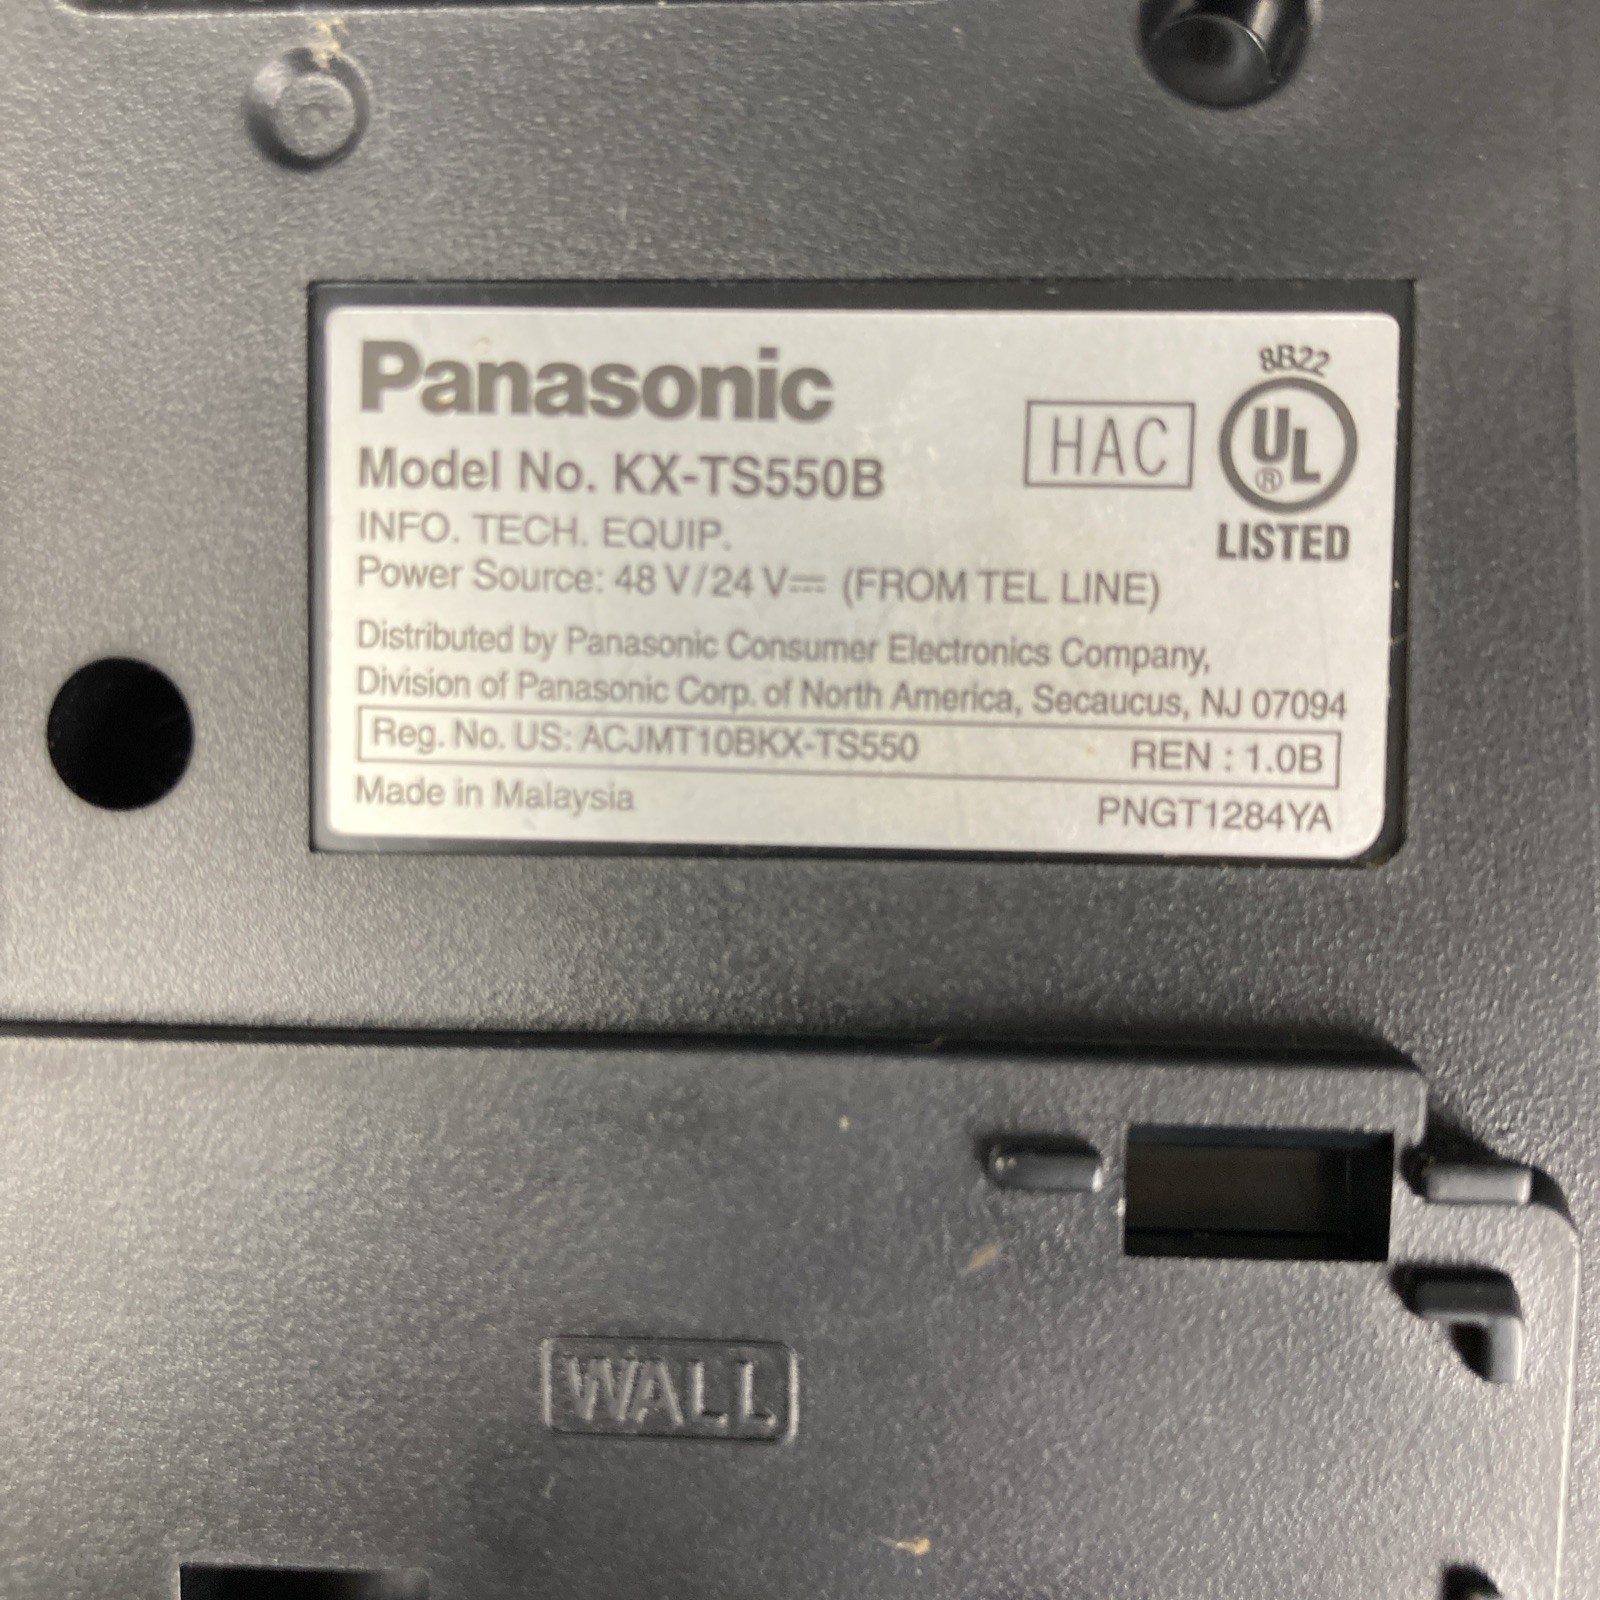 Panasonic
Model No. KX-TS550B
INFO. TECH. EQUIP.
Power Source: 48 V/24 V⎓ (FROM TEL LINE)
HAC
8B22
UL
®
LISTED
Distributed by Panasonic Consumer Electronics Company,
Division of Panasonic Corp. of North America, Secaucus, NJ 07094
Reg. No. US: ACJMT10BKX-TS550 REN : 1.0B
Made in Malaysia PNGT1284YA
WALL